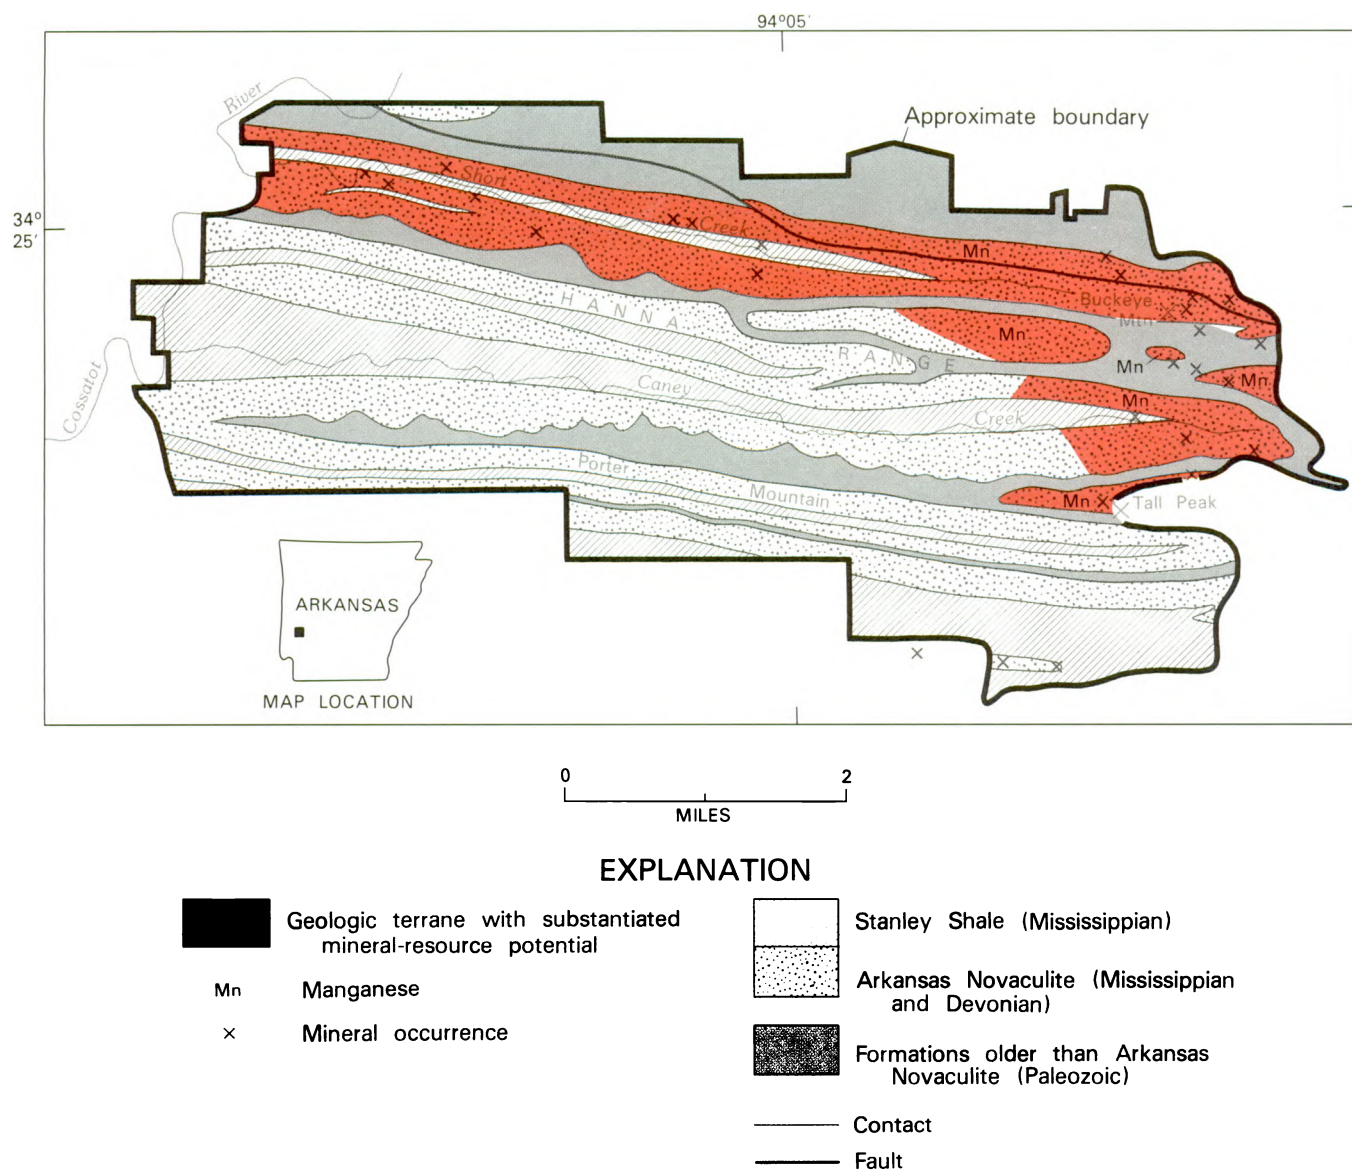 94°05'
River
Approximate boundary
Short
34°
25'
Creek
Mn
Buckeye
Mtn
HANNA
Mn
RANGE
Mn
Mn
Caney
Mn
Cossatot
Creek
Porter
Mountain
Mn
Tall Peak
ARKANSAS
MAP LOCATION
0 2
MILES
EXPLANATION
Geologic terrane with substantiated
mineral-resource potential
Mn Manganese
× Mineral occurrence
Stanley Shale (Mississippian)
Arkansas Novaculite (Mississippian
and Devonian)
Formations older than Arkansas
Novaculite (Paleozoic)
Contact
Fault